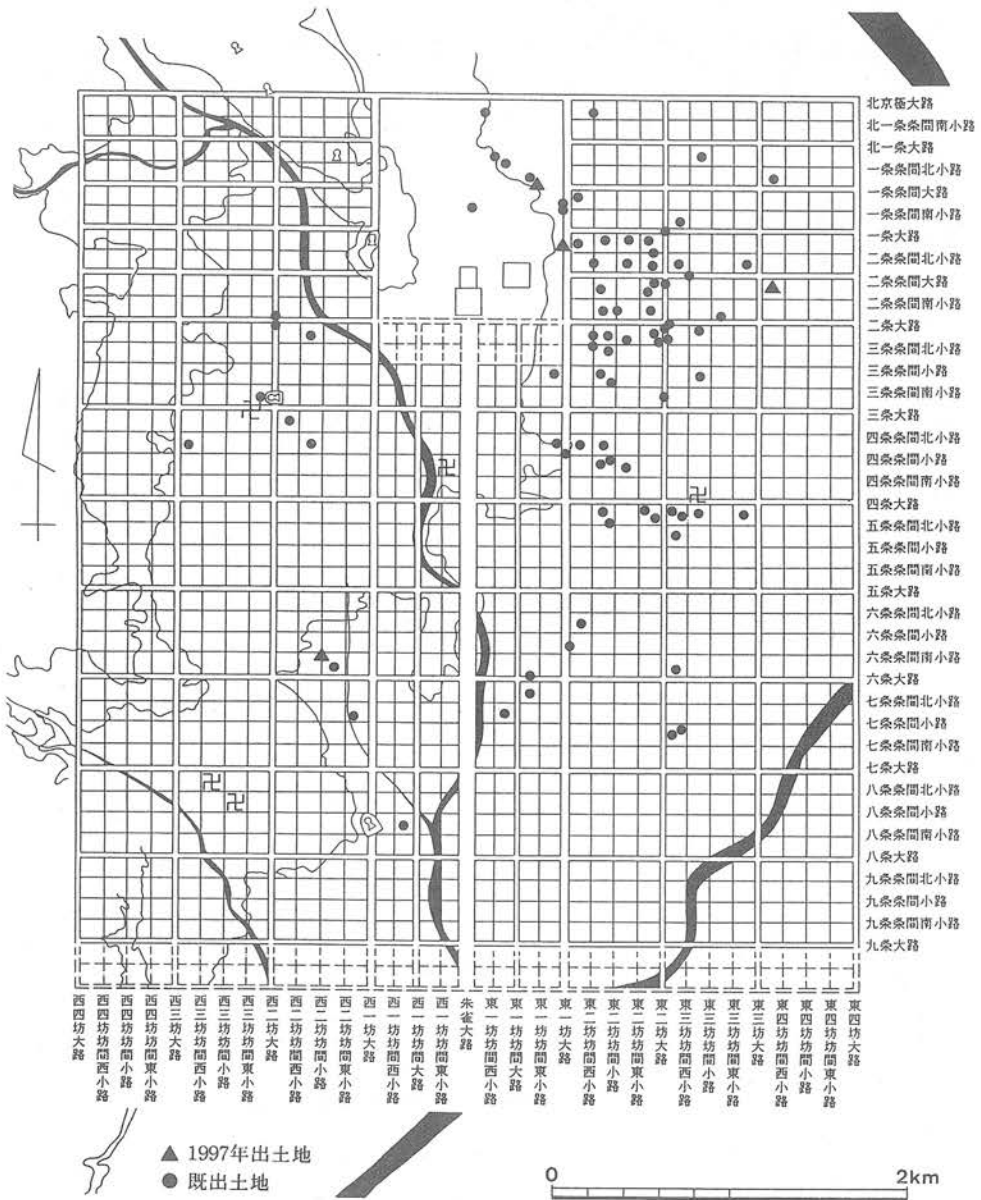 北京極大路
北一条条間南小路
北一条大路
一条条間北小路
一条条間大路
一条条間南小路
一条大路
二条条間北小路
二条条間大路
二条条間南小路
二条大路
三条条間北小路
三条条間小路
三条条間南小路
三条大路
四条条間北小路
四条条間小路
四条条間南小路
四条大路
五条条間北小路
五条条間小路
五条条間南小路
五条大路
六条条間北小路
六条条間小路
六条条間南小路
六条大路
七条条間北小路
七条条間小路
七条条間南小路
七条大路
八条条間北小路
八条条間小路
八条条間南小路
八条大路
九条条間北小路
九条条間小路
九条条間南小路
九条大路
西四坊大路
西四坊坊間西小路
西四坊坊間小路
西四坊坊間東小路
西三坊大路
西三坊坊間西小路
西三坊坊間小路
西三坊坊間東小路
西二坊大路
西二坊坊間西小路
西二坊坊間小路
西二坊坊間東小路
西一坊大路
西一坊坊間西小路
西一坊坊間大路
西一坊坊間東小路
朱雀大路
東一坊坊間西小路
東一坊坊間大路
東一坊坊間東小路
東一坊大路
東二坊坊間西小路
東二坊坊間小路
東二坊坊間東小路
東二坊大路
東三坊坊間西小路
東三坊坊間小路
東三坊坊間東小路
東三坊大路
東四坊坊間西小路
東四坊坊間小路
東四坊坊間東小路
東四坊大路
▲ 1997年出土地
● 既出土地
0 2km